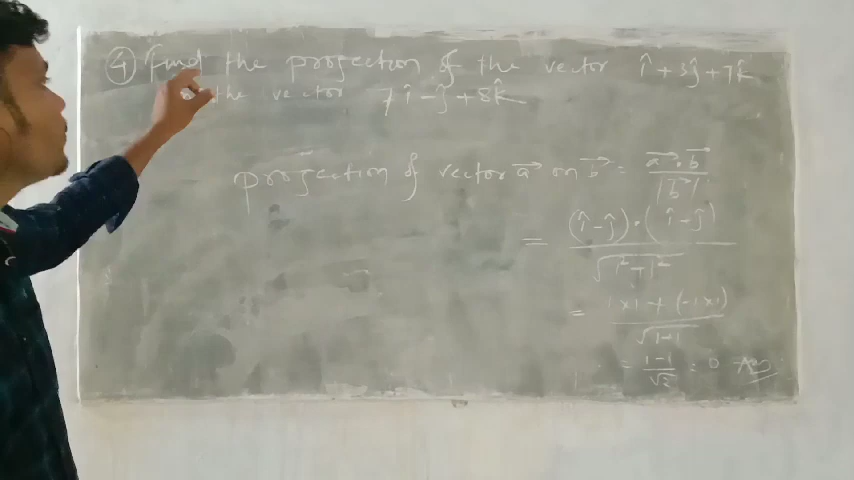 ④ Find the projection of the vector î + 3ĵ + 7k̂
the vector 7î - ĵ + 8k̂
projection of vector a⃗ on b⃗ = a⃗ . b⃗ / |b⃗|
= (î - ĵ) . (î - ĵ) / √1² + 1²
= 1 x 1 + (-1 x 1) / √1-1
= 1-1 / √2 = 0 Ans